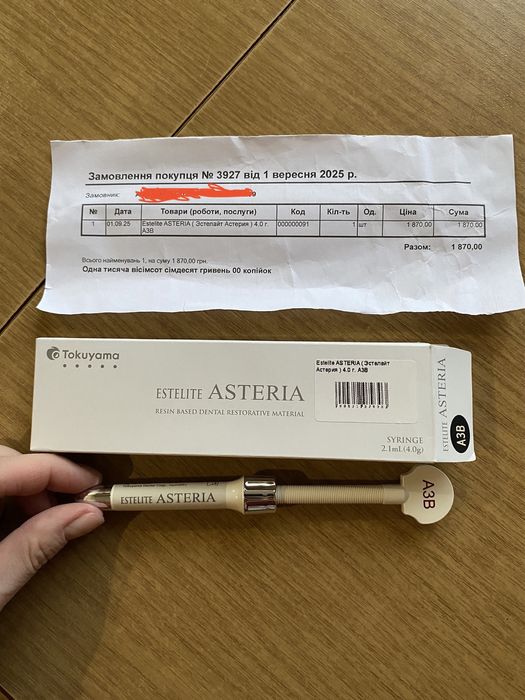 Замовлення покупця № 3927 від 1 вересня 2025 р.
Замовник:
№ Дата Товари (роботи, послуги) Код Кіл-ть Од. Ціна Сума
1 01.09.25 Estelite ASTERIA ( Эстелайт Астерия ) 4.0 г. А3В 000000091 1 шт 1 870,00 1 870,00
Разом: 1 870,00
Всього найменувань 1, на суму 1 870,00 грн.
Одна тисяча вісімсот сімдесят гривень 00 копійок
Tokuyama
ESTELITE ASTERIA
RESIN BASED DENTAL RESTORATIVE MATERIAL
Estelite ASTERIA ( Эстелайт
Астерия ) 4.0 г. A3B
SYRINGE
2.1mL(4.0g)
ESTELITE ASTERIA
A3B
ESTELITE ASTERIA
A3B